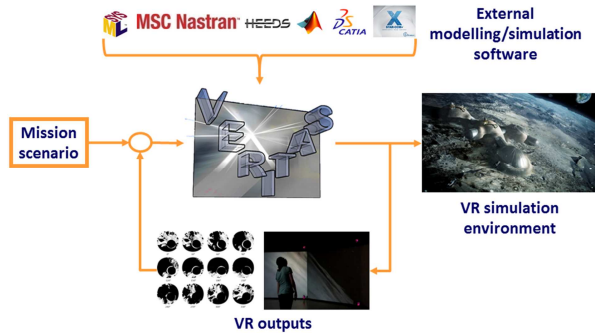 MSC Nastran
HEEDS
CATIA
External
modelling/simulation
software
Mission
scenario
VERITAS
VR simulation
environment
VR outputs